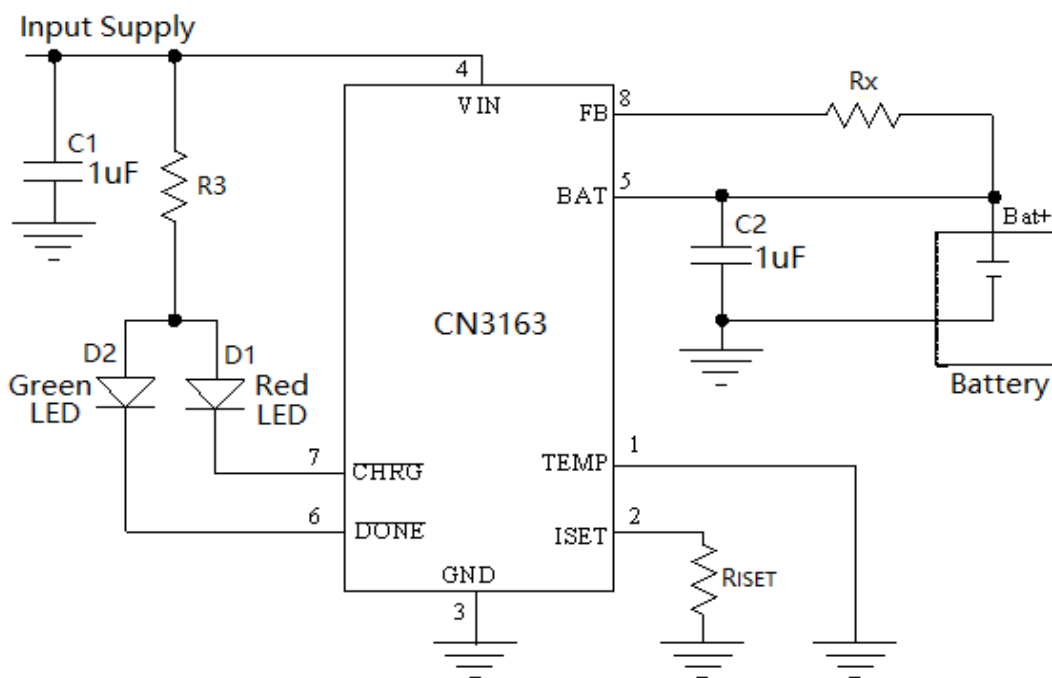 Input Supply
4
VIN
8
FB
Rx
C1
1uF
R3
5
BAT
Bat+
C2
1uF
CN3163
D2
D1
Green
LED
Red
LED
Battery
7
CHRG
1
TEMP
6
DONE
2
ISET
RISET
GND
3